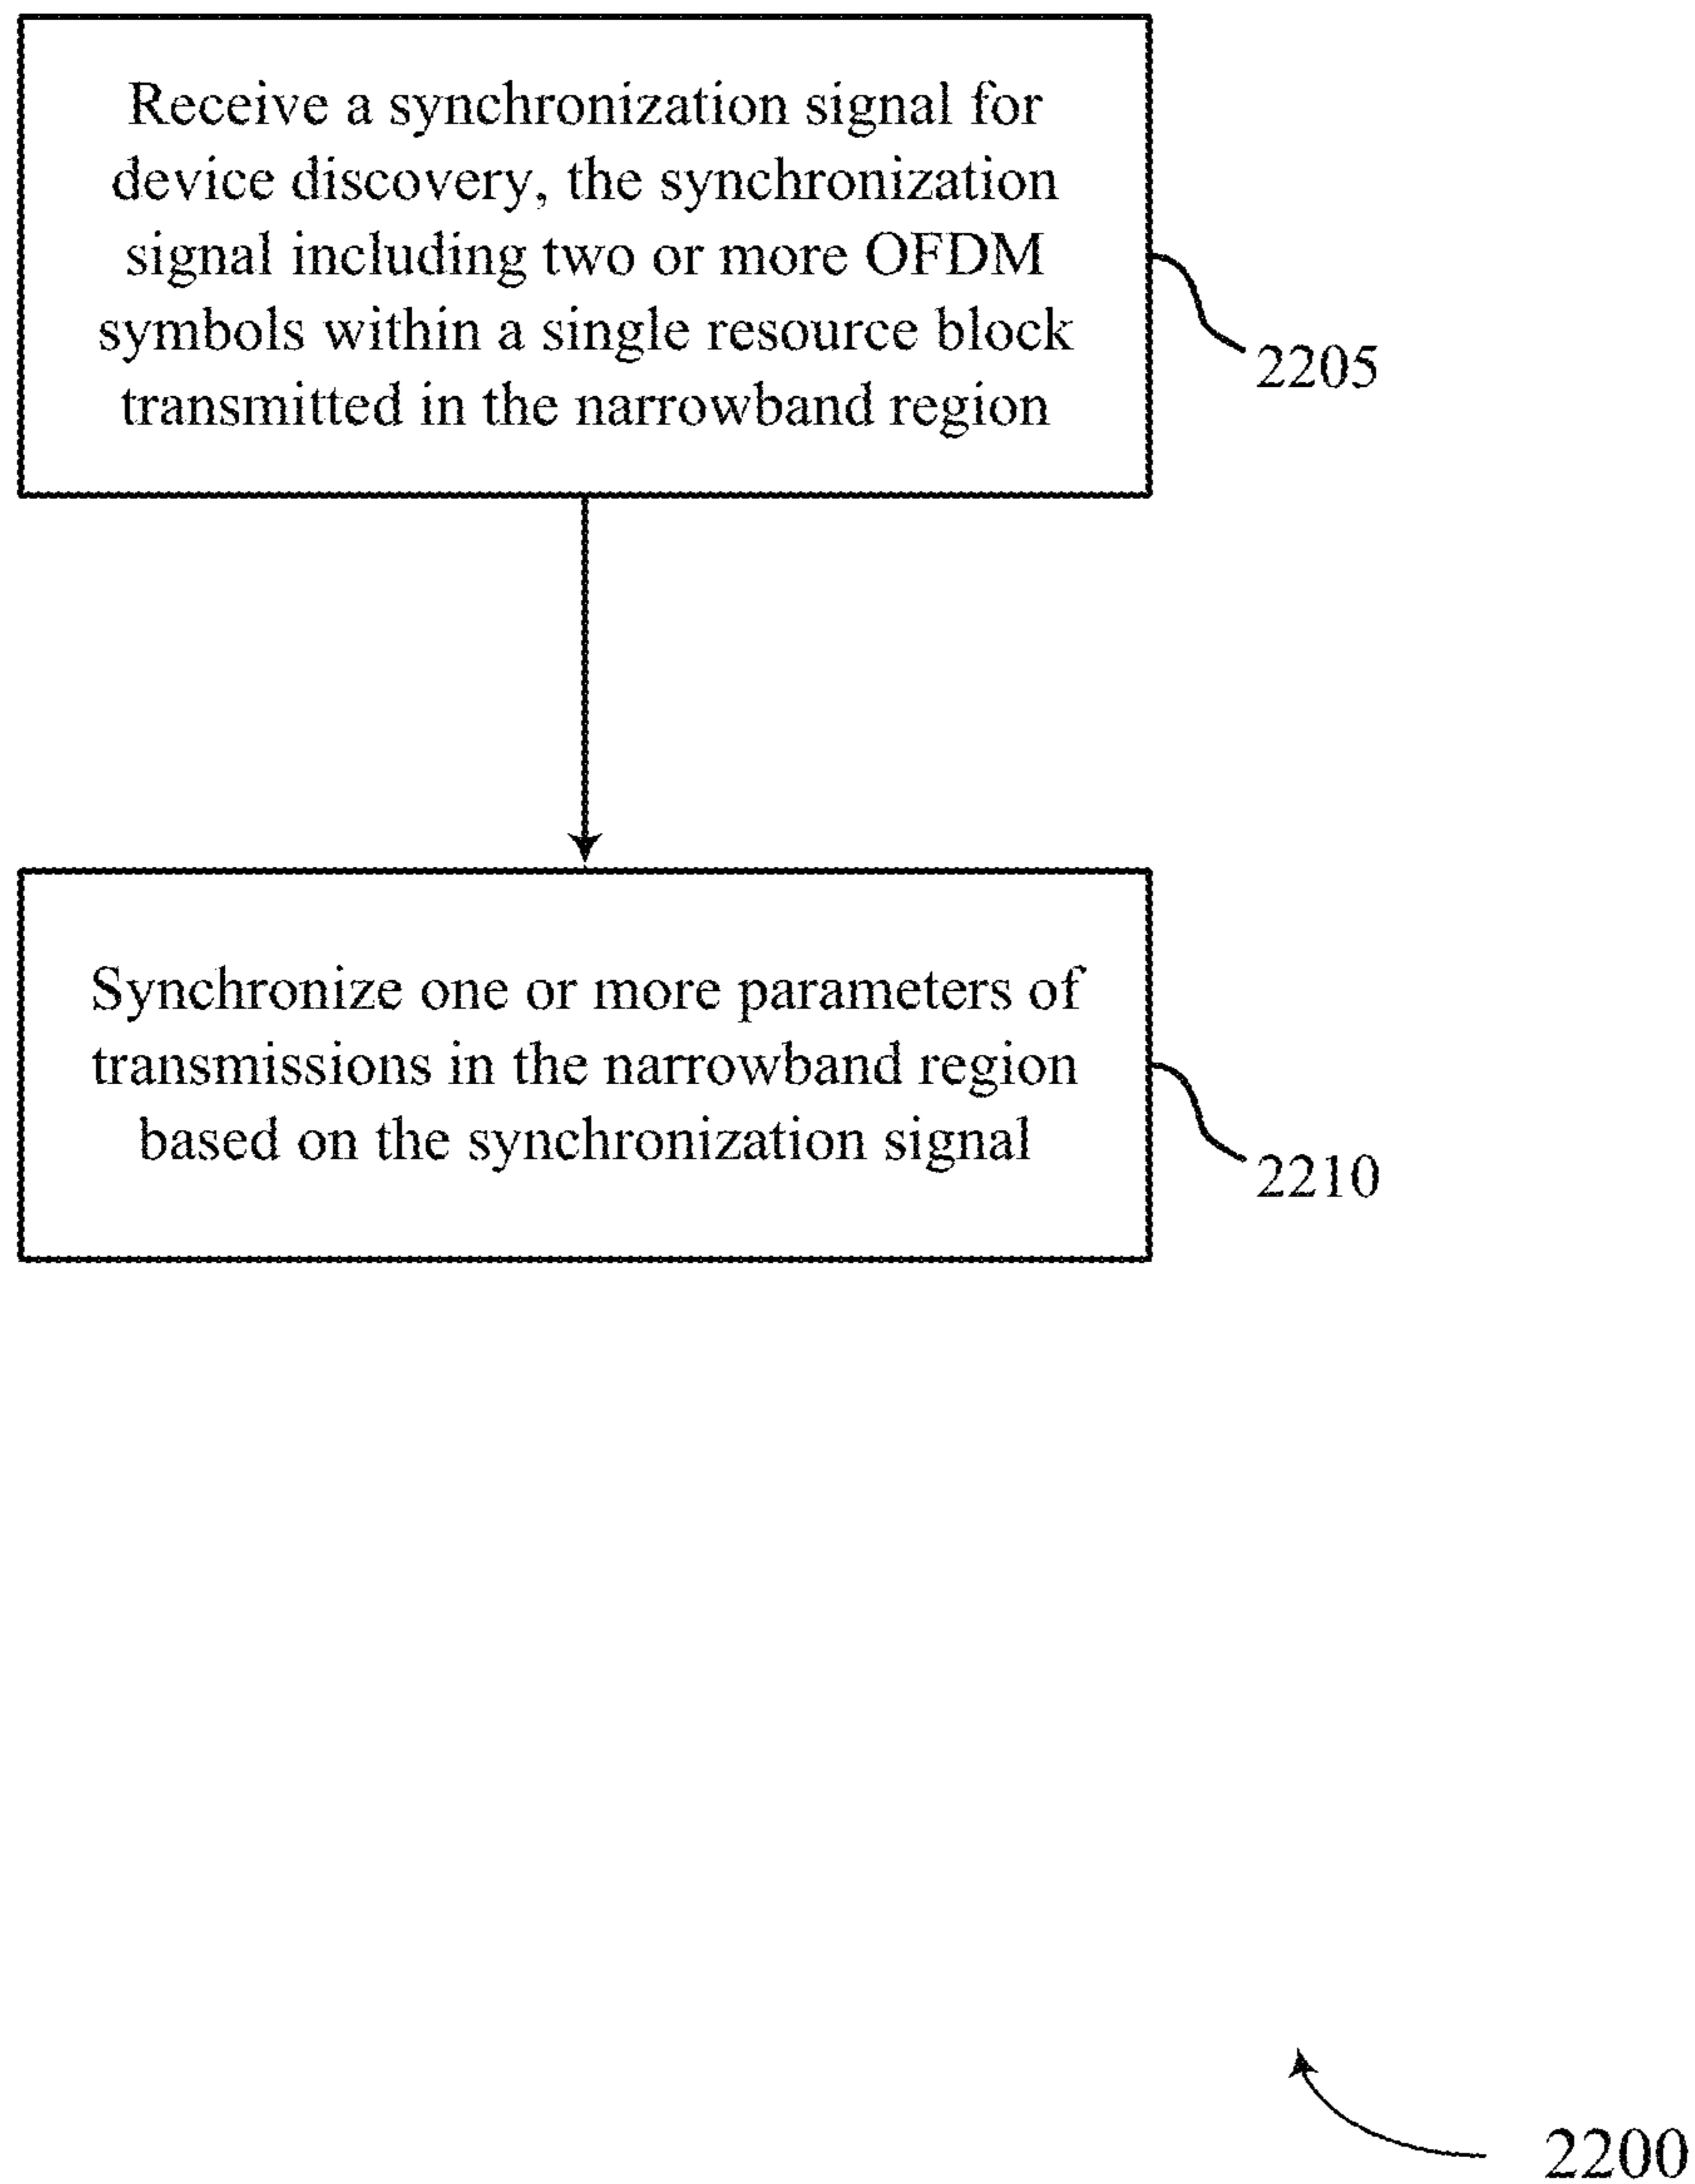 Receive a synchronization signal for
device discovery, the synchronization
signal including two or more OFDM
symbols within a single resource block
transmitted in the narrowband region
2205
Synchronize one or more parameters of
transmissions in the narrowband region
based on the synchronization signal
2210
2200